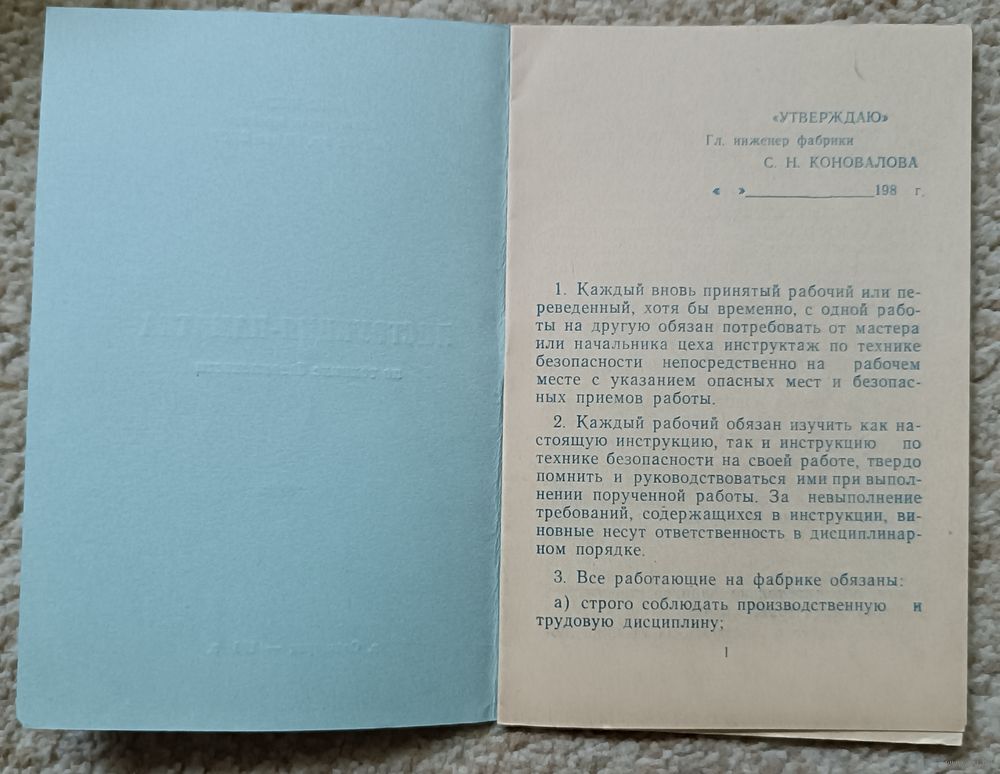 «УТВЕРЖДАЮ»
Гл. инженер фабрики
С. Н. КОНОВАЛОВА
« »______________198 г.
1. Каждый вновь принятый рабочий или пе-
реведенный, хотя бы временно, с одной рабо-
ты на другую обязан потребовать от мастера
или начальника цеха инструктаж по технике
безопасности непосредственно на рабочем
месте с указанием опасных мест и безопас-
ных приемов работы.
2. Каждый рабочий обязан изучить как на-
стоящую инструкцию, так и инструкцию по
технике безопасности на своей работе, твердо
помнить и руководствоваться ими при выпол-
нении порученной работы. За невыполнение
требований, содержащихся в инструкции, ви-
новные несут ответственность в дисциплинар-
ном порядке.
3. Все работающие на фабрике обязаны:
а) строго соблюдать производственную и
трудовую дисциплину;
1